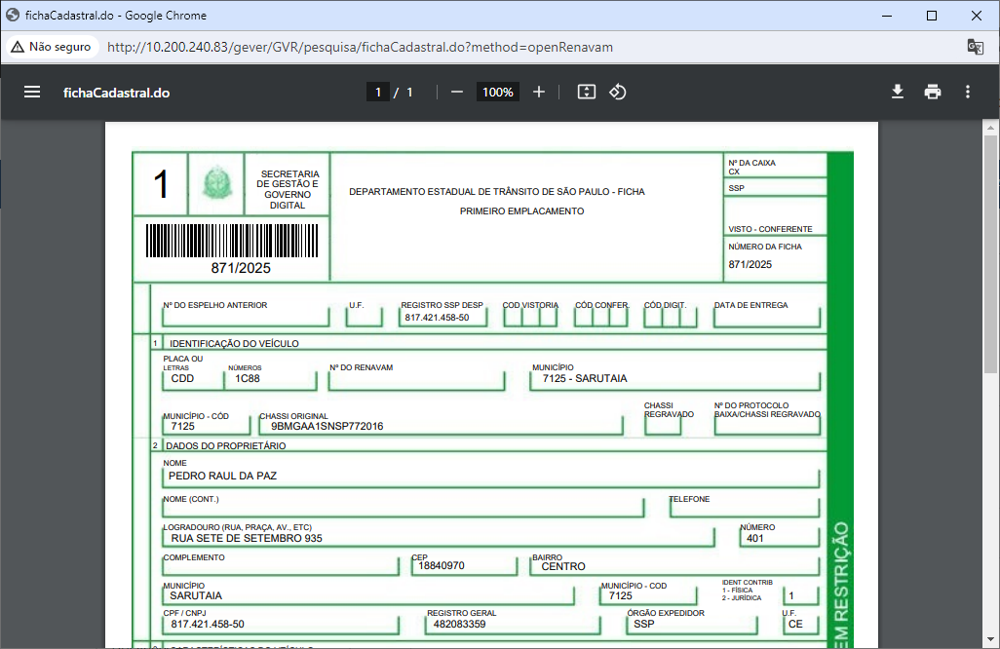 fichaCadastral.do - Google Chrome
Não seguro http://10.200.240.83/gever/GVR/pesquisa/fichaCadastral.do?method=openRenavam
fichaCadastral.do 1 / 1 100%
1
SECRETARIA
DE GESTÃO E
GOVERNO
DIGITAL
871/2025
DEPARTAMENTO ESTADUAL DE TRÂNSITO DE SÃO PAULO - FICHA
PRIMEIRO EMPLACAMENTO
Nº DA CAIXA
CX
SSP
VISTO - CONFERENTE
NÚMERO DA FICHA
871/2025
Nº DO ESPELHO ANTERIOR U.F. REGISTRO SSP DESP COD VISTORIA CÓD CONFER. CÓD DIGIT. DATA DE ENTREGA
817.421.458-50
1 IDENTIFICAÇÃO DO VEÍCULO
PLACA OU
LETRAS NÚMEROS Nº DO RENAVAM MUNICÍPIO
CDD 1C88 7125 - SARUTAIA
MUNICÍPIO - CÓD CHASSI ORIGINAL CHASSI REGRAVADO Nº DO PROTOCOLO BAIXA/CHASSI REGRAVADO
7125 9BMGAA1SNSP772016
2 DADOS DO PROPRIETÁRIO
NOME
PEDRO RAUL DA PAZ
NOME (CONT.) TELEFONE
LOGRADOURO (RUA, PRAÇA, AV., ETC) NÚMERO
RUA SETE DE SETEMBRO 935 401
COMPLEMENTO CEP BAIRRO
18840970 CENTRO
MUNICÍPIO MUNICÍPIO - COD IDENT CONTRIB
1 - FÍSICA
2 - JURÍDICA
SARUTAIA 7125 1
CPF / CNPJ REGISTRO GERAL ÓRGÃO EXPEDIDOR U.F.
817.421.458-50 482083359 SSP CE
EM RESTRIÇÃO